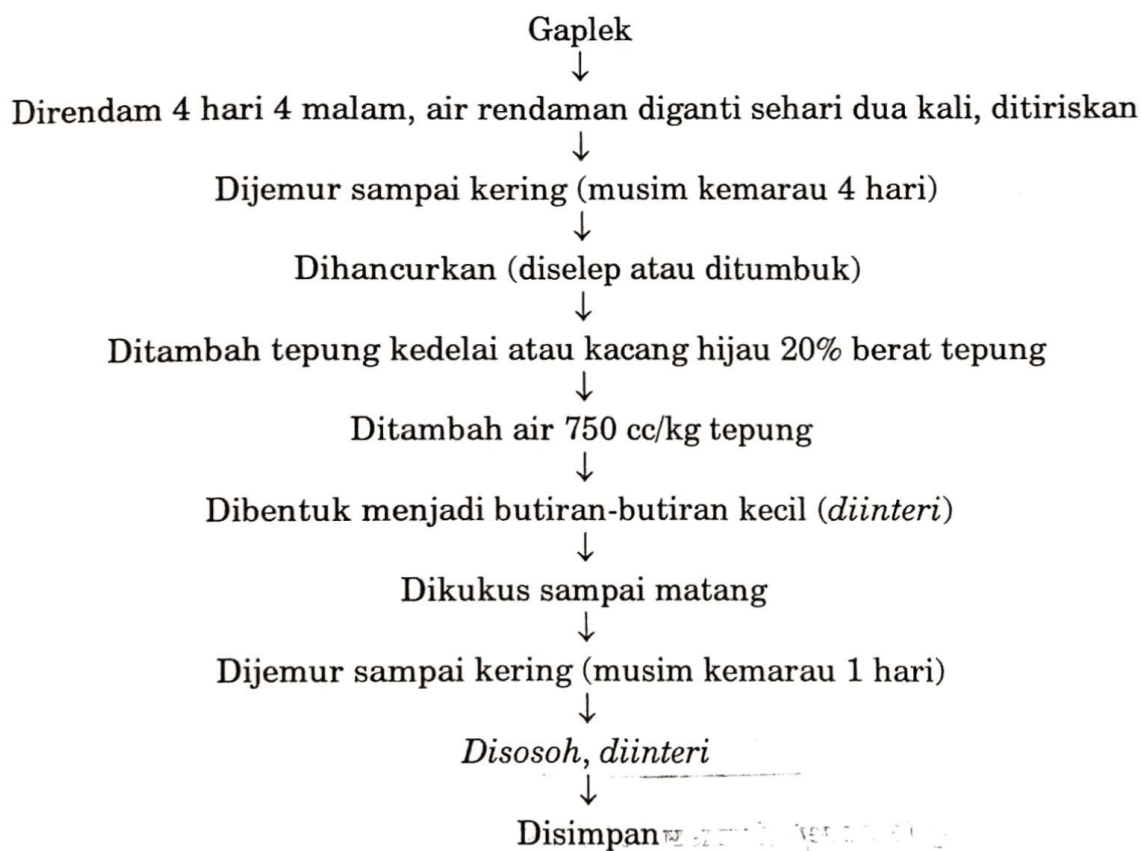 Gaplek
↓
Direndam 4 hari 4 malam, air rendaman diganti sehari dua kali, ditiriskan
↓
Dijemur sampai kering (musim kemarau 4 hari)
↓
Dihancurkan (diselep atau ditumbuk)
↓
Ditambah tepung kedelai atau kacang hijau 20% berat tepung
↓
Ditambah air 750 cc/kg tepung
↓
Dibentuk menjadi butiran-butiran kecil (diinteri)
↓
Dikukus sampai matang
↓
Dijemur sampai kering (musim kemarau 1 hari)
↓
Disosoh, diinteri
↓
Disimpan